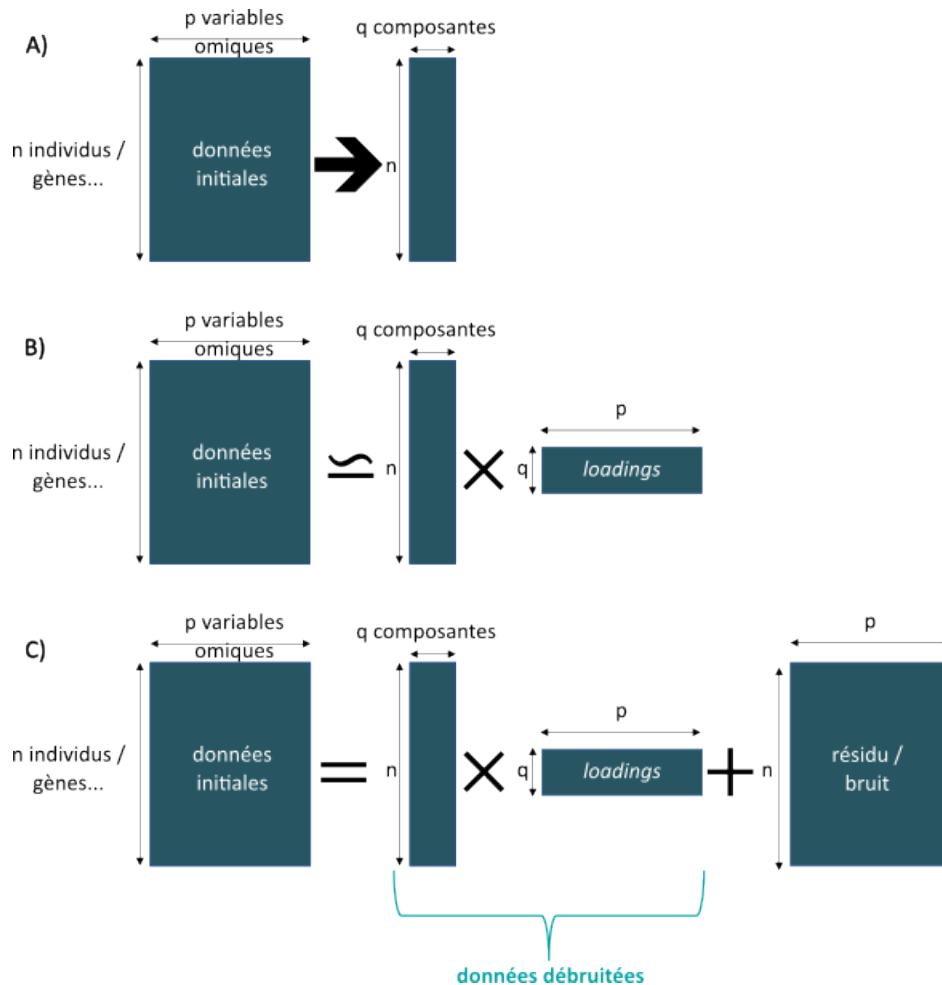 A)
p variables
omiques
q composantes
n individus /
gènes...
données
initiales
n
B)
p variables
omiques
q composantes
n individus /
gènes...
données
initiales
n
p
q
loadings
C)
p variables
omiques
q composantes
p
n individus /
gènes...
données
initiales
n
p
q
loadings
n
résidu /
bruit
données débruitées